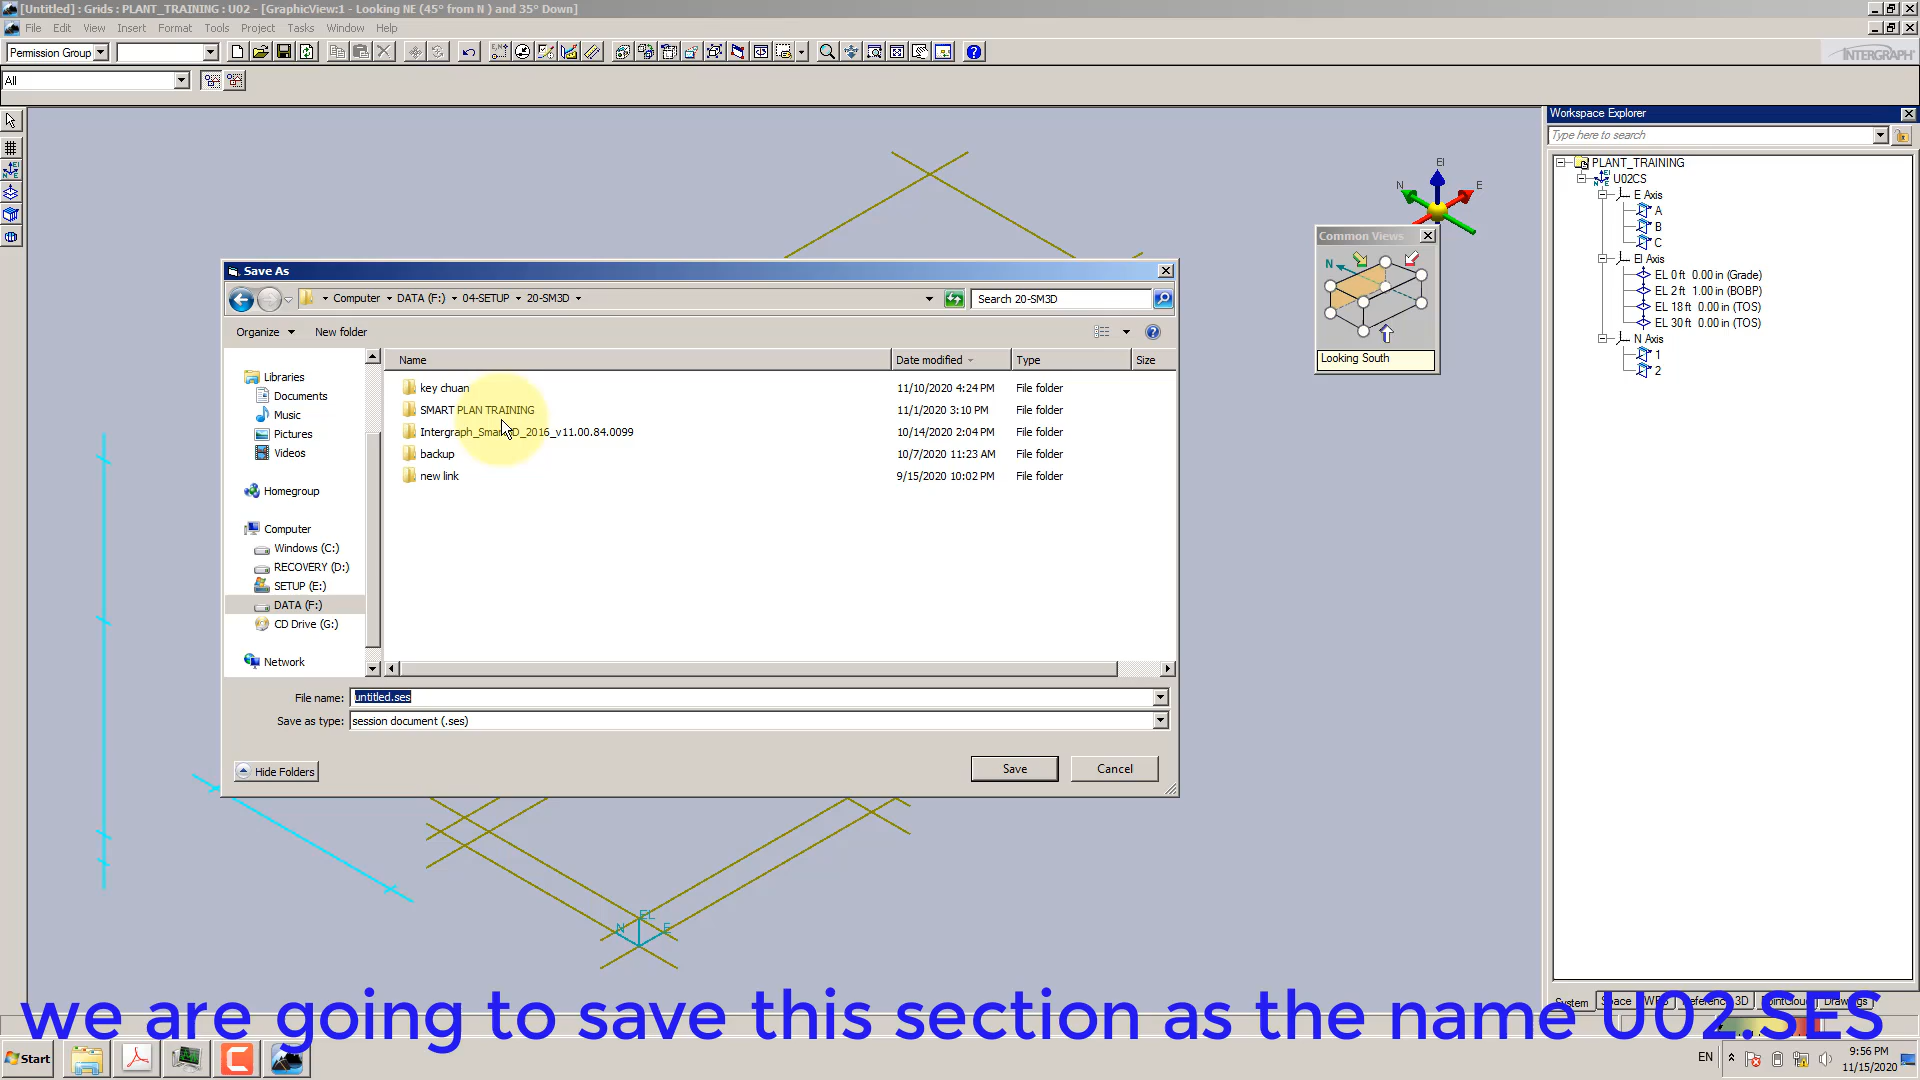 [Untitled] : Grids : PLANT_TRAINING : U02 - [GraphicView:1 - Looking NE (45° from N ) and 35° Down]
File Edit View Insert Format Tools Project Tasks Window Help
Permission Group
INTERGRAPH
All
Workspace Explorer
Type here to search
PLANT_TRAINING
U02CS
E Axis
A
B
C
El Axis
EL 0 ft 0.00 in (Grade)
EL 2 ft 1.00 in (BOBP)
EL 18 ft 0.00 in (TOS)
EL 30 ft 0.00 in (TOS)
N Axis
1
2
El
N E
Common Views
N
Looking South
Save As
Computer DATA (F:) 04-SETUP 20-SM3D
Search 20-SM3D
Organize New folder
Name Date modified Type Size
key chuan 11/10/2020 4:24 PM File folder
SMART PLAN TRAINING 11/1/2020 3:10 PM File folder
Intergraph_Smart3D_2016_v11.00.84.0099 10/14/2020 2:04 PM File folder
backup 10/7/2020 11:23 AM File folder
new link 9/15/2020 10:02 PM File folder
Libraries
Documents
Music
Pictures
Videos
Homegroup
Computer
Windows (C:)
RECOVERY (D:)
SETUP (E:)
DATA (F:)
CD Drive (G:)
Network
File name: untitled.ses
Save as type: session document (.ses)
Hide Folders
Save Cancel
EL
N E
System Space WBS Reference 3D PointCloud Drawings
we are going to save this section as the name U02.SES
Start
EN
9:56 PM
11/15/2020